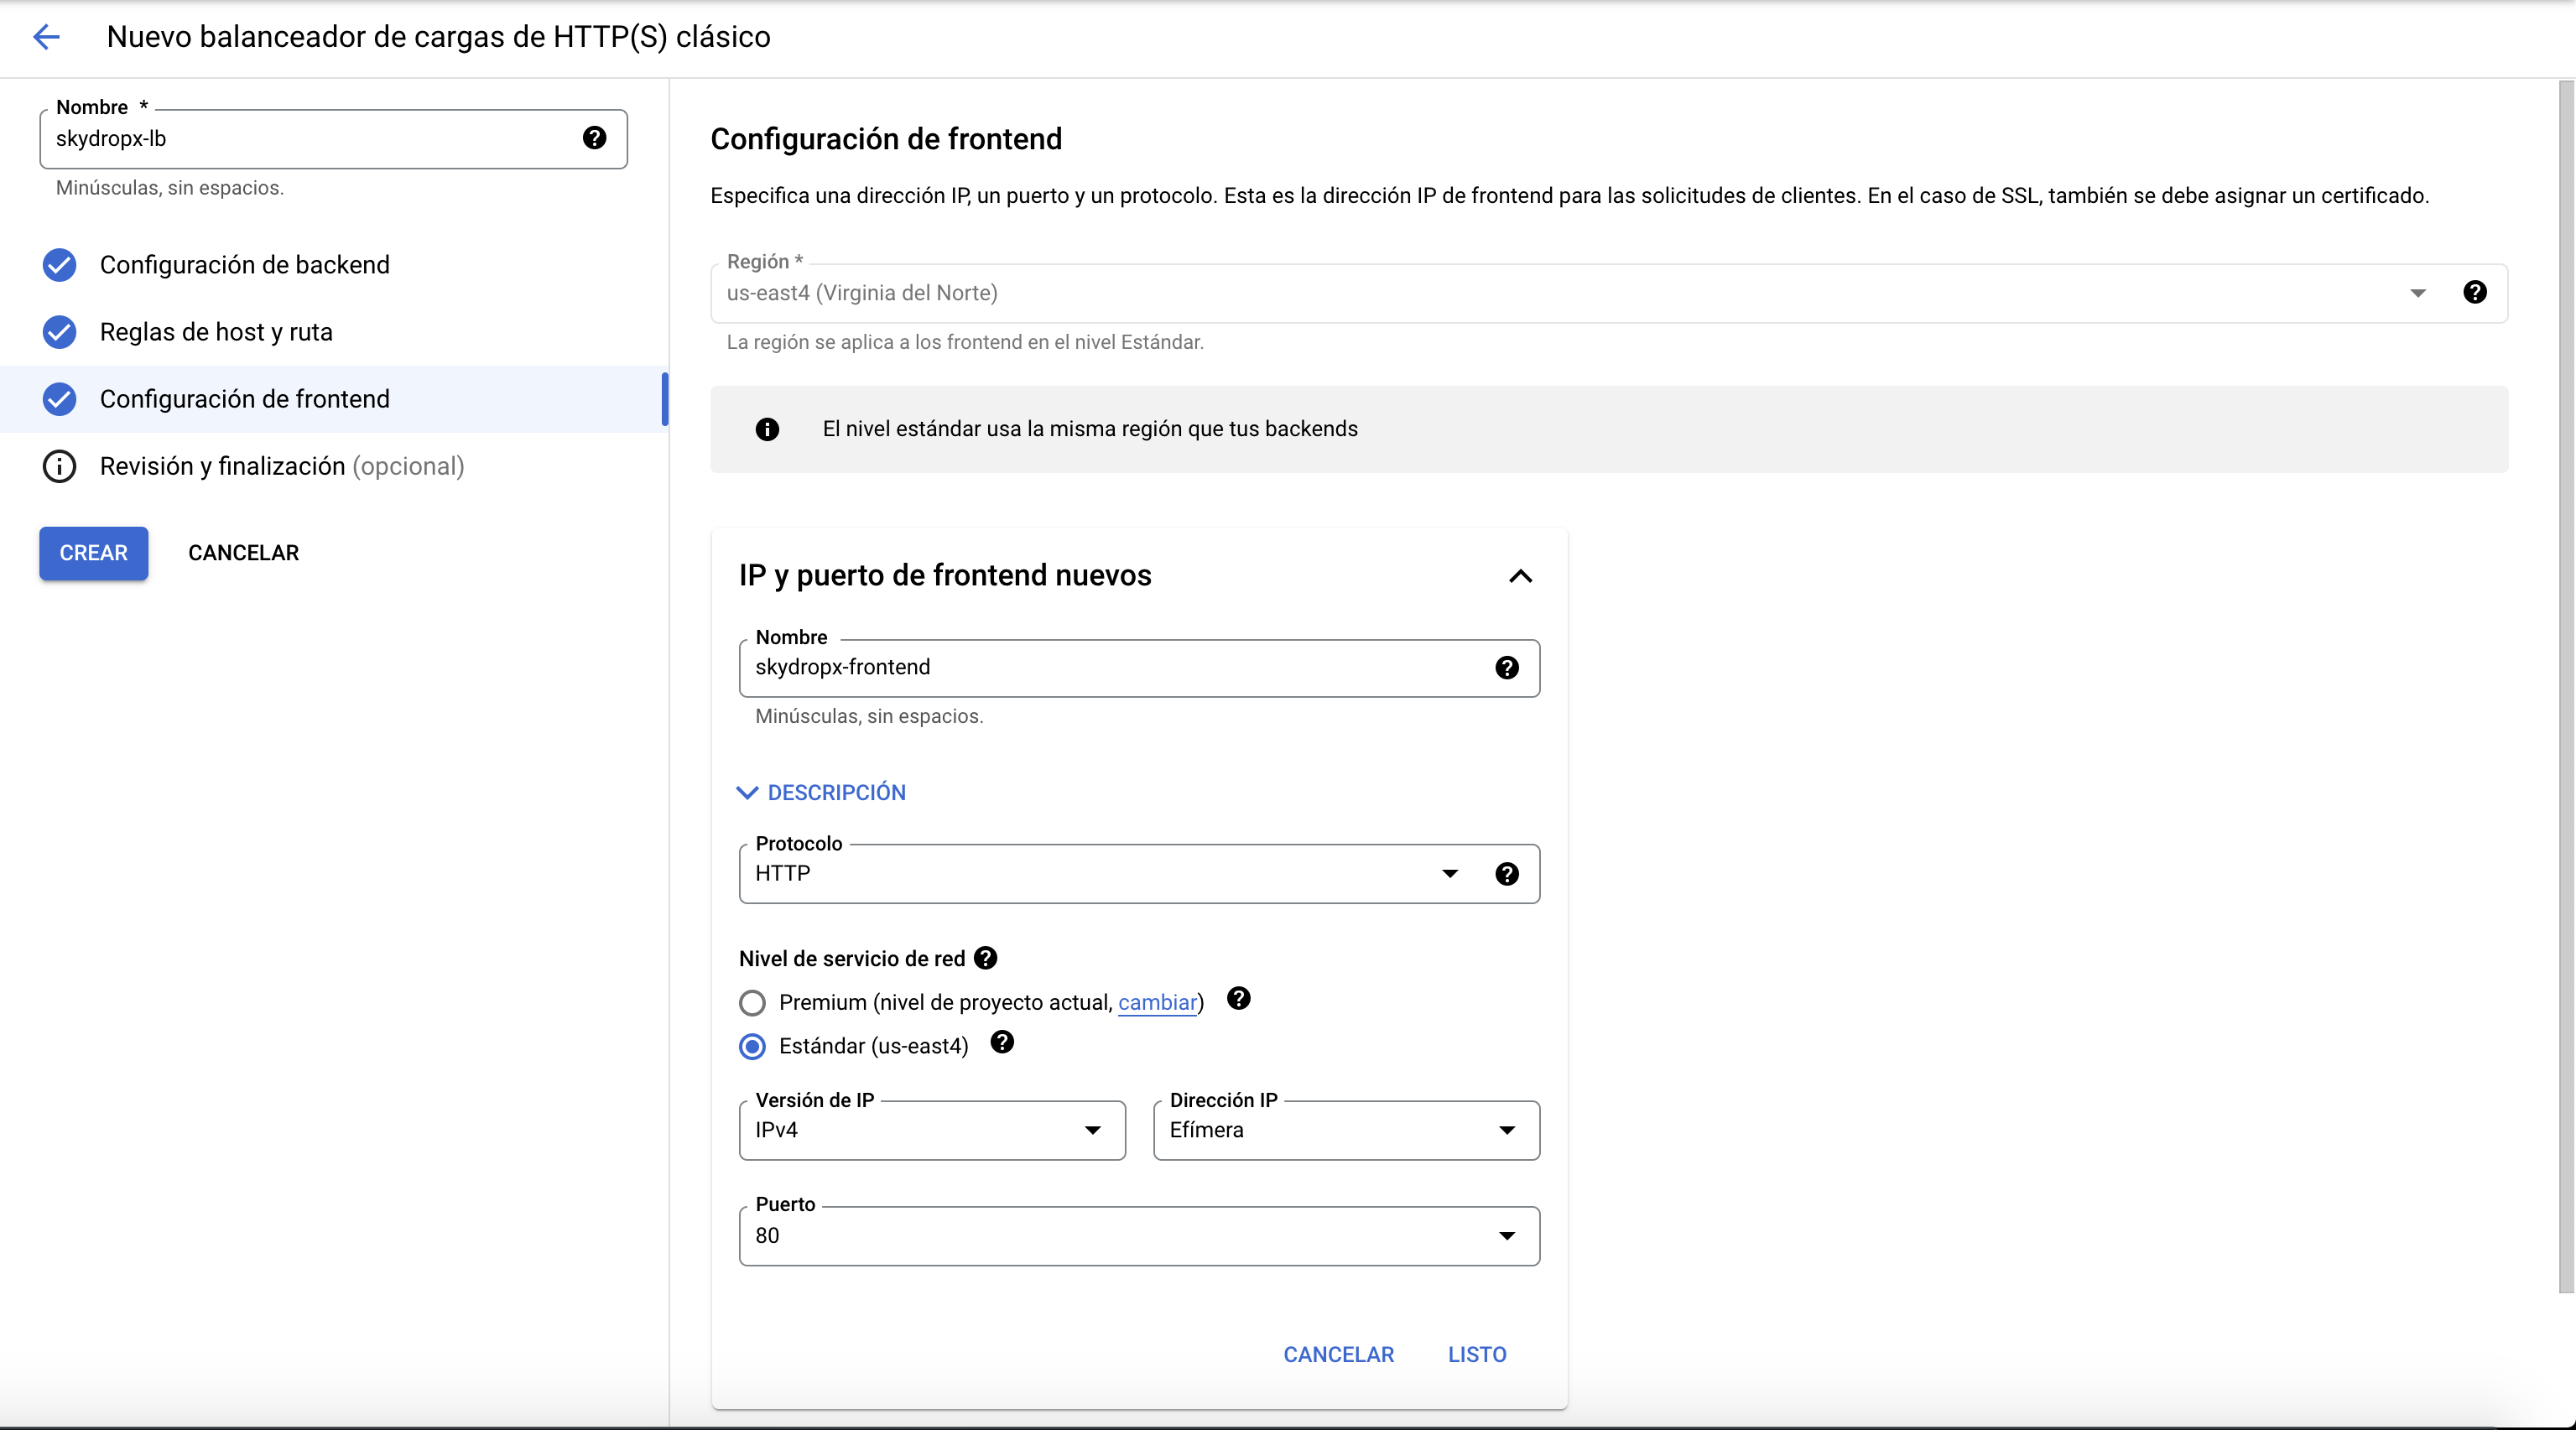 Nuevo balanceador de cargas de HTTP(S) clásico
Nombre *
skydropx-lb
Minúsculas, sin espacios.
Configuración de backend
Reglas de host y ruta
Configuración de frontend
Revisión y finalización (opcional)
CREAR
CANCELAR
Configuración de frontend
Especifica una dirección IP, un puerto y un protocolo. Esta es la dirección IP de frontend para las solicitudes de clientes. En el caso de SSL, también se debe asignar un certificado.
Región *
us-east4 (Virginia del Norte)
La región se aplica a los frontend en el nivel Estándar.
El nivel estándar usa la misma región que tus backends
IP y puerto de frontend nuevos
Nombre
skydropx-frontend
Minúsculas, sin espacios.
DESCRIPCIÓN
Protocolo
HTTP
Nivel de servicio de red
Premium (nivel de proyecto actual, cambiar)
Estándar (us-east4)
Versión de IP
IPv4
Dirección IP
Efímera
Puerto
80
CANCELAR
LISTO